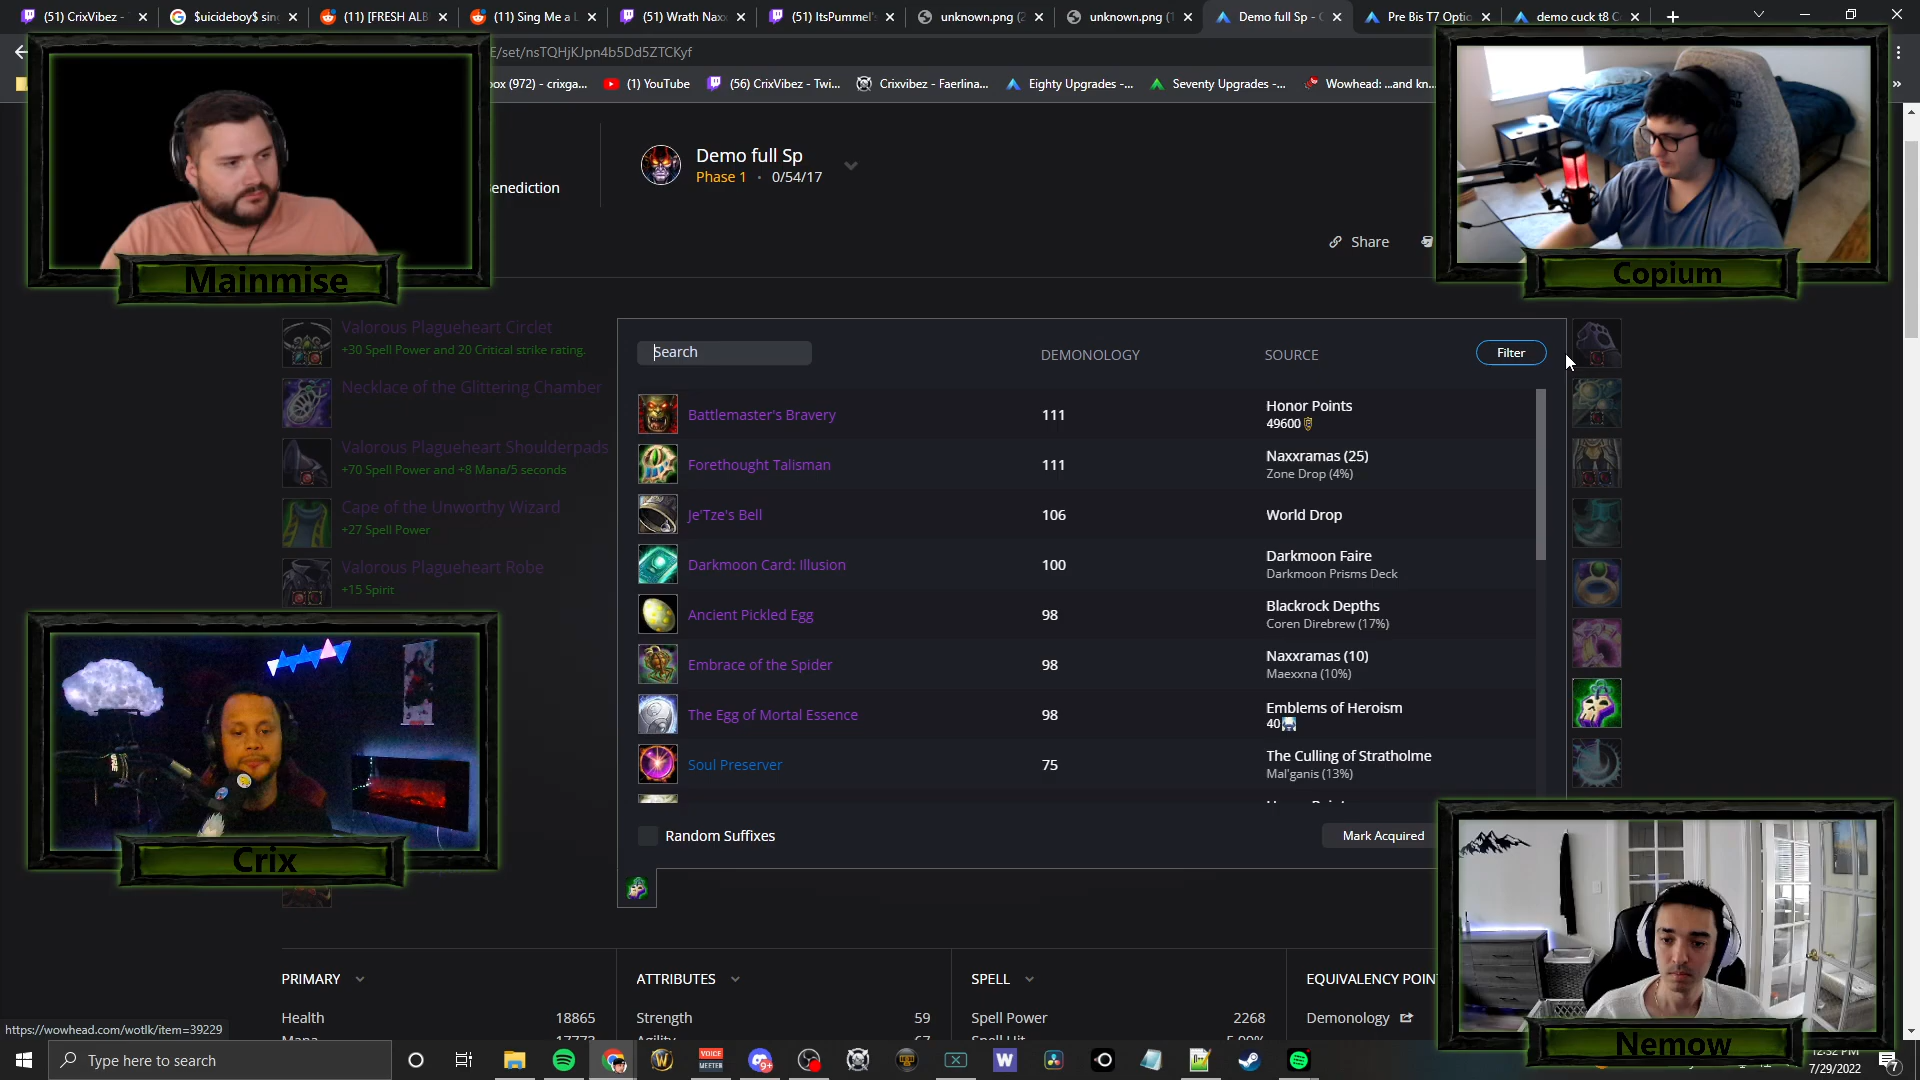 (51) CrixVibez -
$uicideboy$ sin
(11) [FRESH ALB
(11) Sing Me a L
(51) Wrath Nax
(51) ItsPummel's
unknown.png (2
unknown.png (1
Demo full Sp -
Pre Bis T7 Optio
demo cuck t8 C
E/set/nsTQHjKJpn4b5Dd5ZTCKyf
box (972) - crixga...
(1) YouTube
(56) CrixVibez - Twi...
Crixvibez - Faerlina...
Eighty Upgrades -...
Seventy Upgrades -...
Wowhead: ...and kn...
Demo full Sp
Phase 1 • 0/54/17
enediction
Share
Mainmise
Copium
Valorous Plagueheart Circlet
+30 Spell Power and 20 Critical strike rating.
Necklace of the Glittering Chamber
Valorous Plagueheart Shoulderpads
+70 Spell Power and +8 Mana/5 seconds
Cape of the Unworthy Wizard
+27 Spell Power
Valorous Plagueheart Robe
+15 Spirit
Search
DEMONOLOGY
SOURCE
Filter
Battlemaster's Bravery
111
Honor Points
49600
Forethought Talisman
111
Naxxramas (25)
Zone Drop (4%)
Je'Tze's Bell
106
World Drop
Darkmoon Card: Illusion
100
Darkmoon Faire
Darkmoon Prisms Deck
Ancient Pickled Egg
98
Blackrock Depths
Coren Direbrew (17%)
Embrace of the Spider
98
Naxxramas (10)
Maexxna (10%)
The Egg of Mortal Essence
98
Emblems of Heroism
40
Soul Preserver
75
The Culling of Stratholme
Mal'ganis (13%)
Random Suffixes
Mark Acquired
Crix
Nemow
PRIMARY
ATTRIBUTES
SPELL
EQUIVALENCY POIN
Health
18865
Strength
59
Spell Power
2268
Demonology
https://wowhead.com/wotlk/item=39229
Type here to search
VOICE
MEETER
9+
W
7/29/2022
7